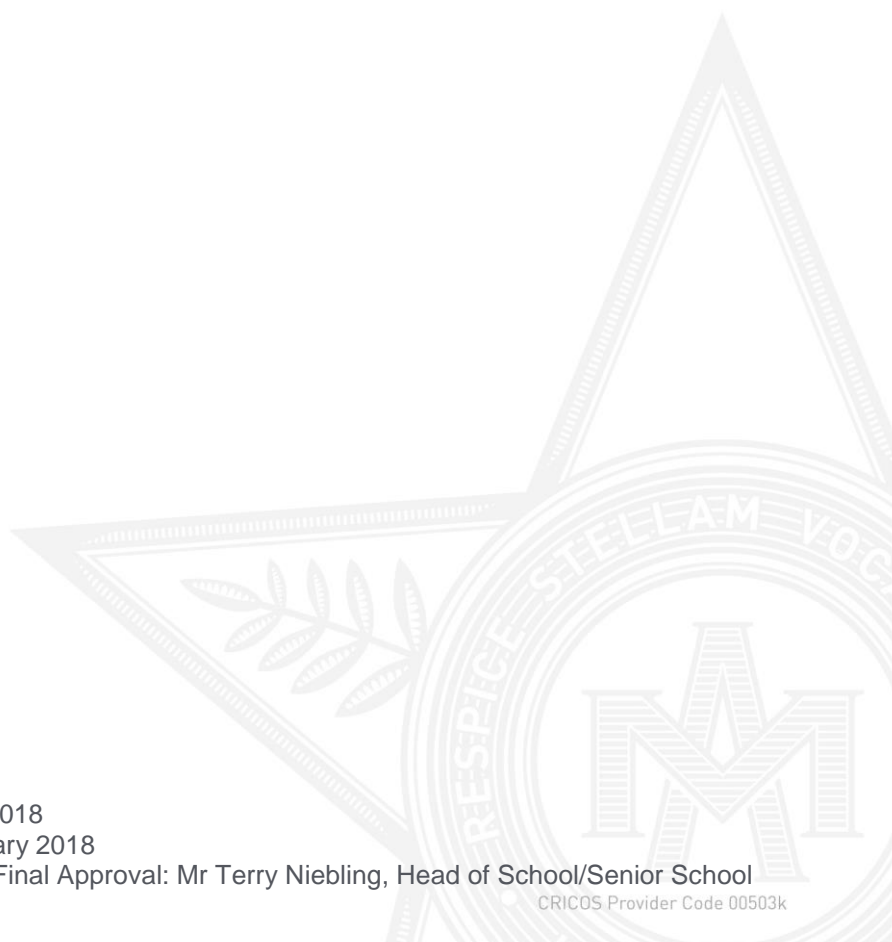 RESPICE STELLAM VOC
018
ary 2018
Final Approval: Mr Terry Niebling, Head of School/Senior School
CRICOS Provider Code 00503k